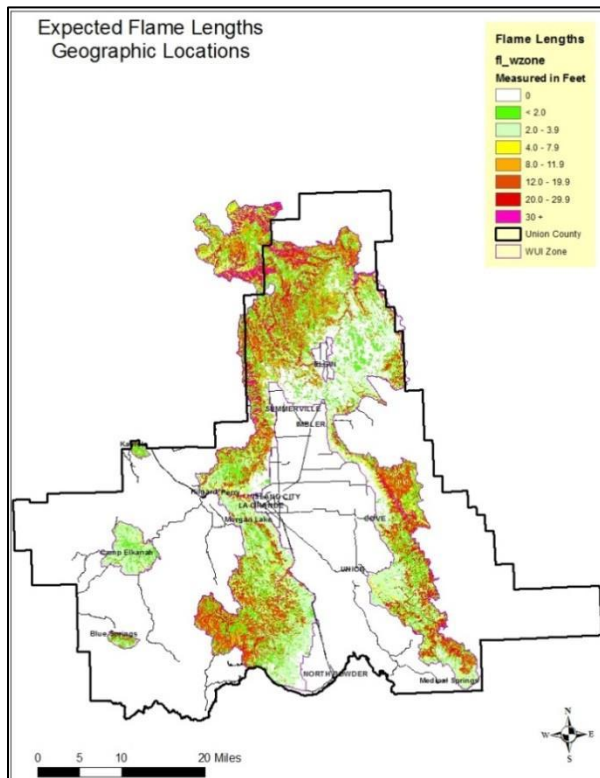 Expected Flame Lengths
Geographic Locations
Flame Lengths
fl_wzone
Measured in Feet
0
< 2.0
2.0 - 3.9
4.0 - 7.9
8.0 - 11.9
12.0 - 19.9
20.0 - 29.9
30 +
Union County
WUI Zone
SUMMERVILLE
IMBLER
ISLAND CITY
LA GRANDE
Morgan Lake
COVE
Camp Elkanah
UNION
Blue Springs
NORTH POWDER
Medical Springs
N
W
E
S
0
5
10
20 Miles